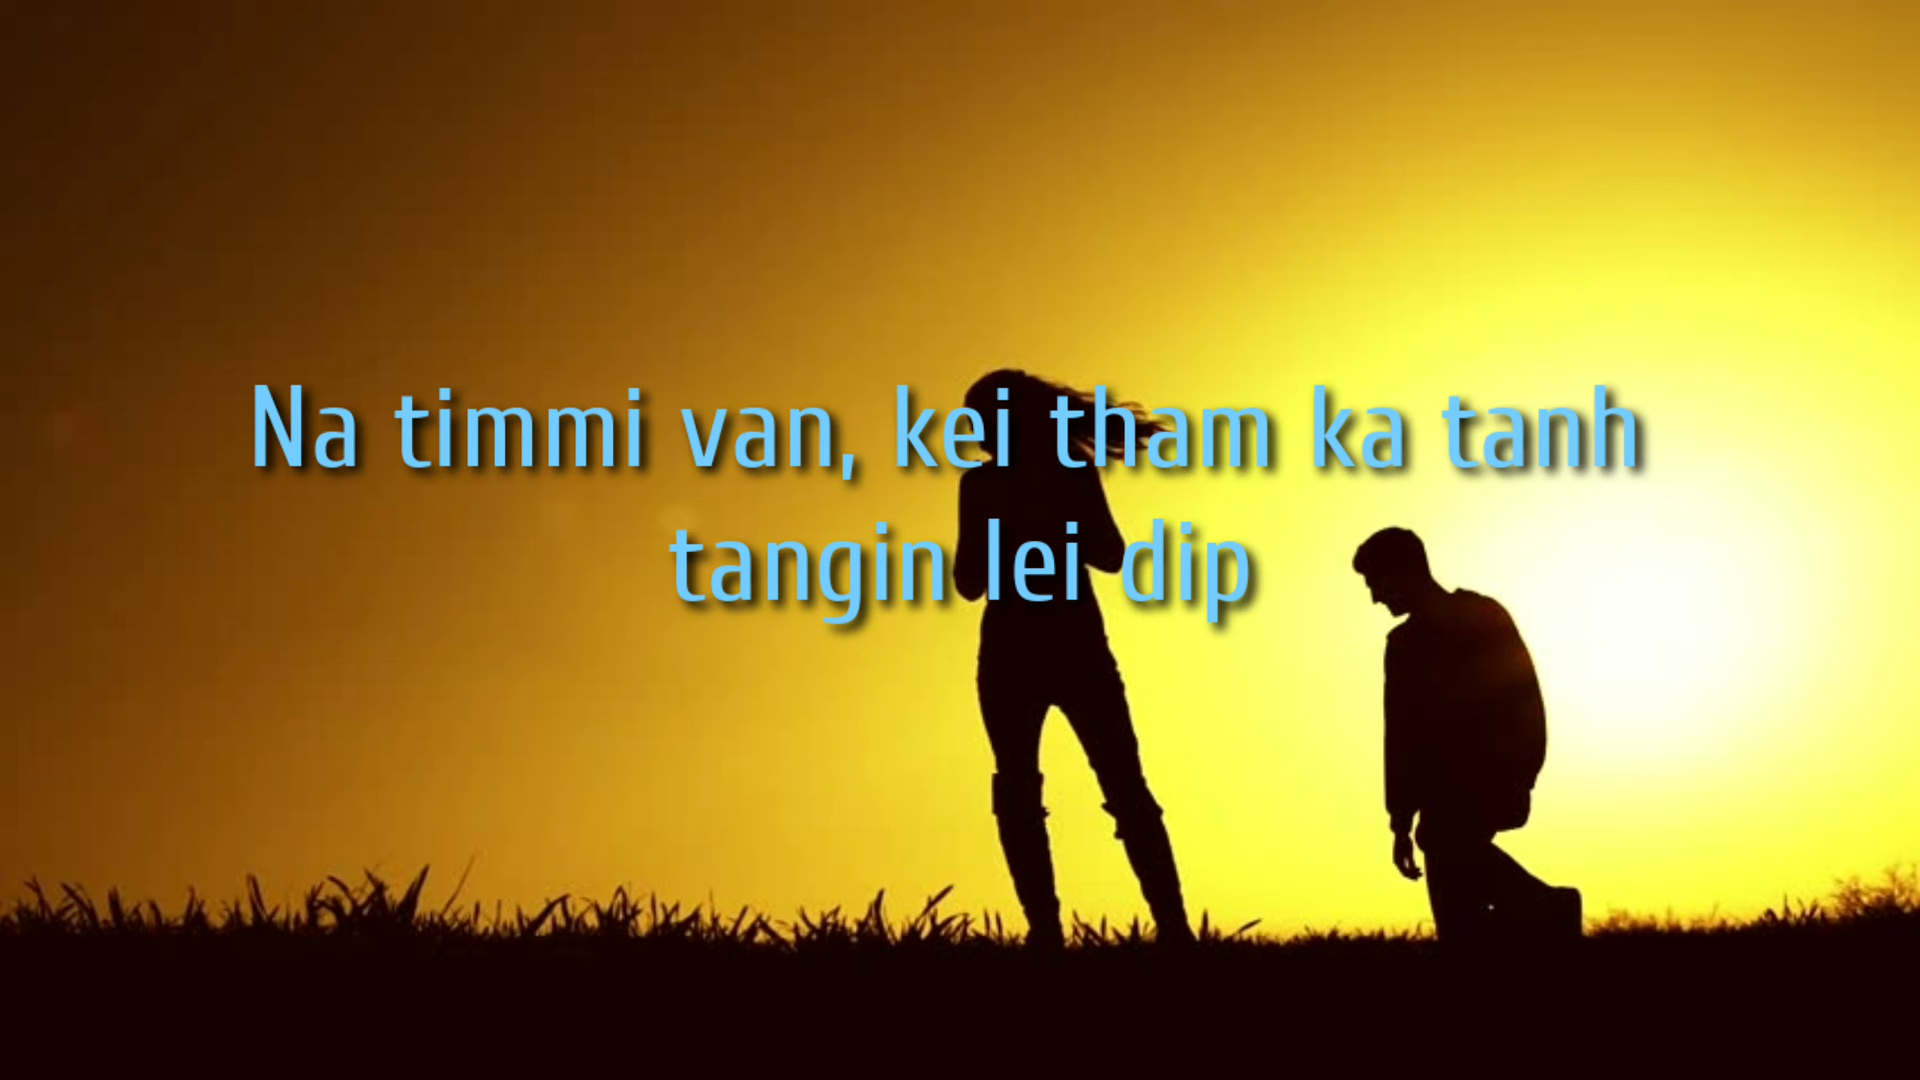 Na timmi van, kei tham ka tanh
tangin lei dip